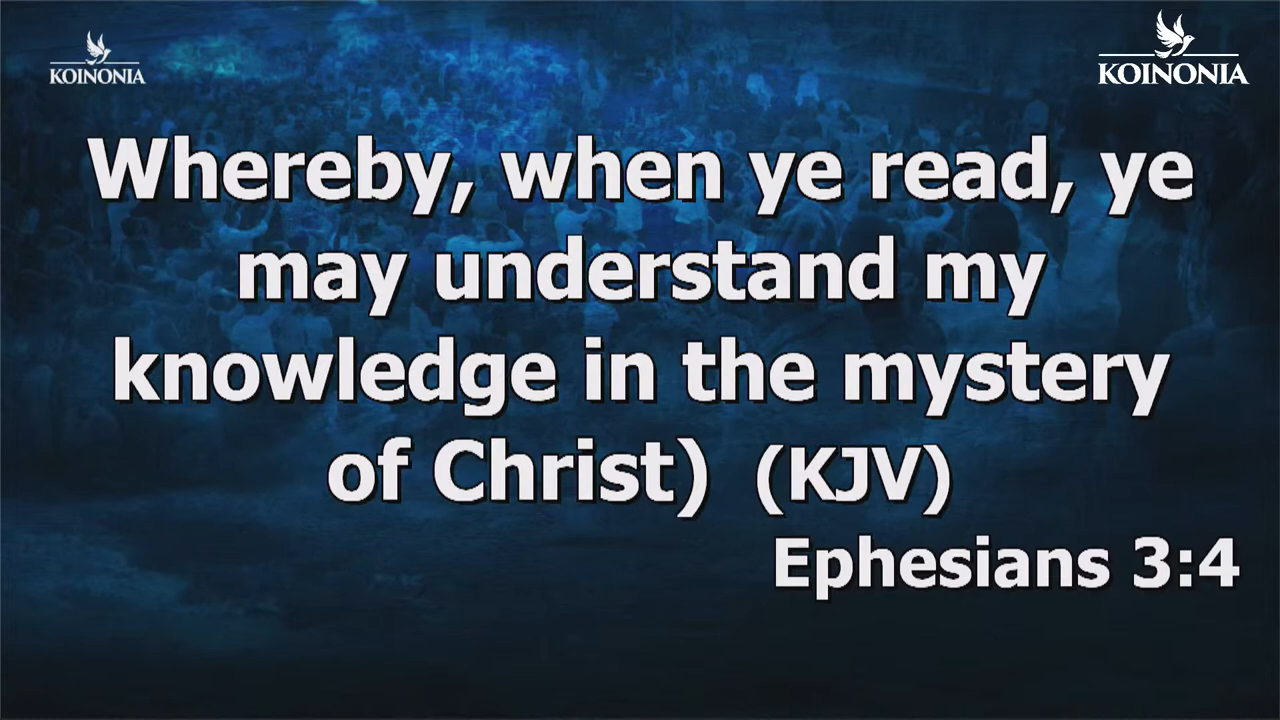 KOINONIA
KOINONIA
Whereby, when ye read, ye
may understand my
knowledge in the mystery
of Christ) (KJV)
Ephesians 3:4